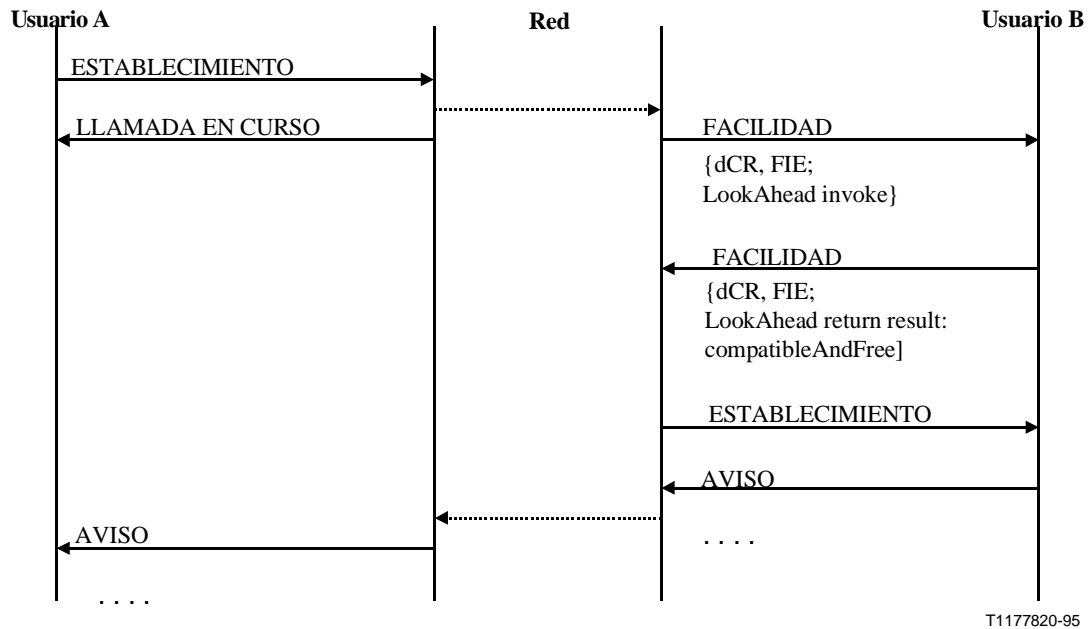 Usuario A
Red
Usuario B
ESTABLECIMIENTO
LLAMADA EN CURSO
FACILIDAD
{dCR, FIE;
LookAhead invoke}
FACILIDAD
{dCR, FIE;
LookAhead return result:
compatibleAndFree]
ESTABLECIMIENTO
AVISO
AVISO
. . . .
. . . .
T1177820-95